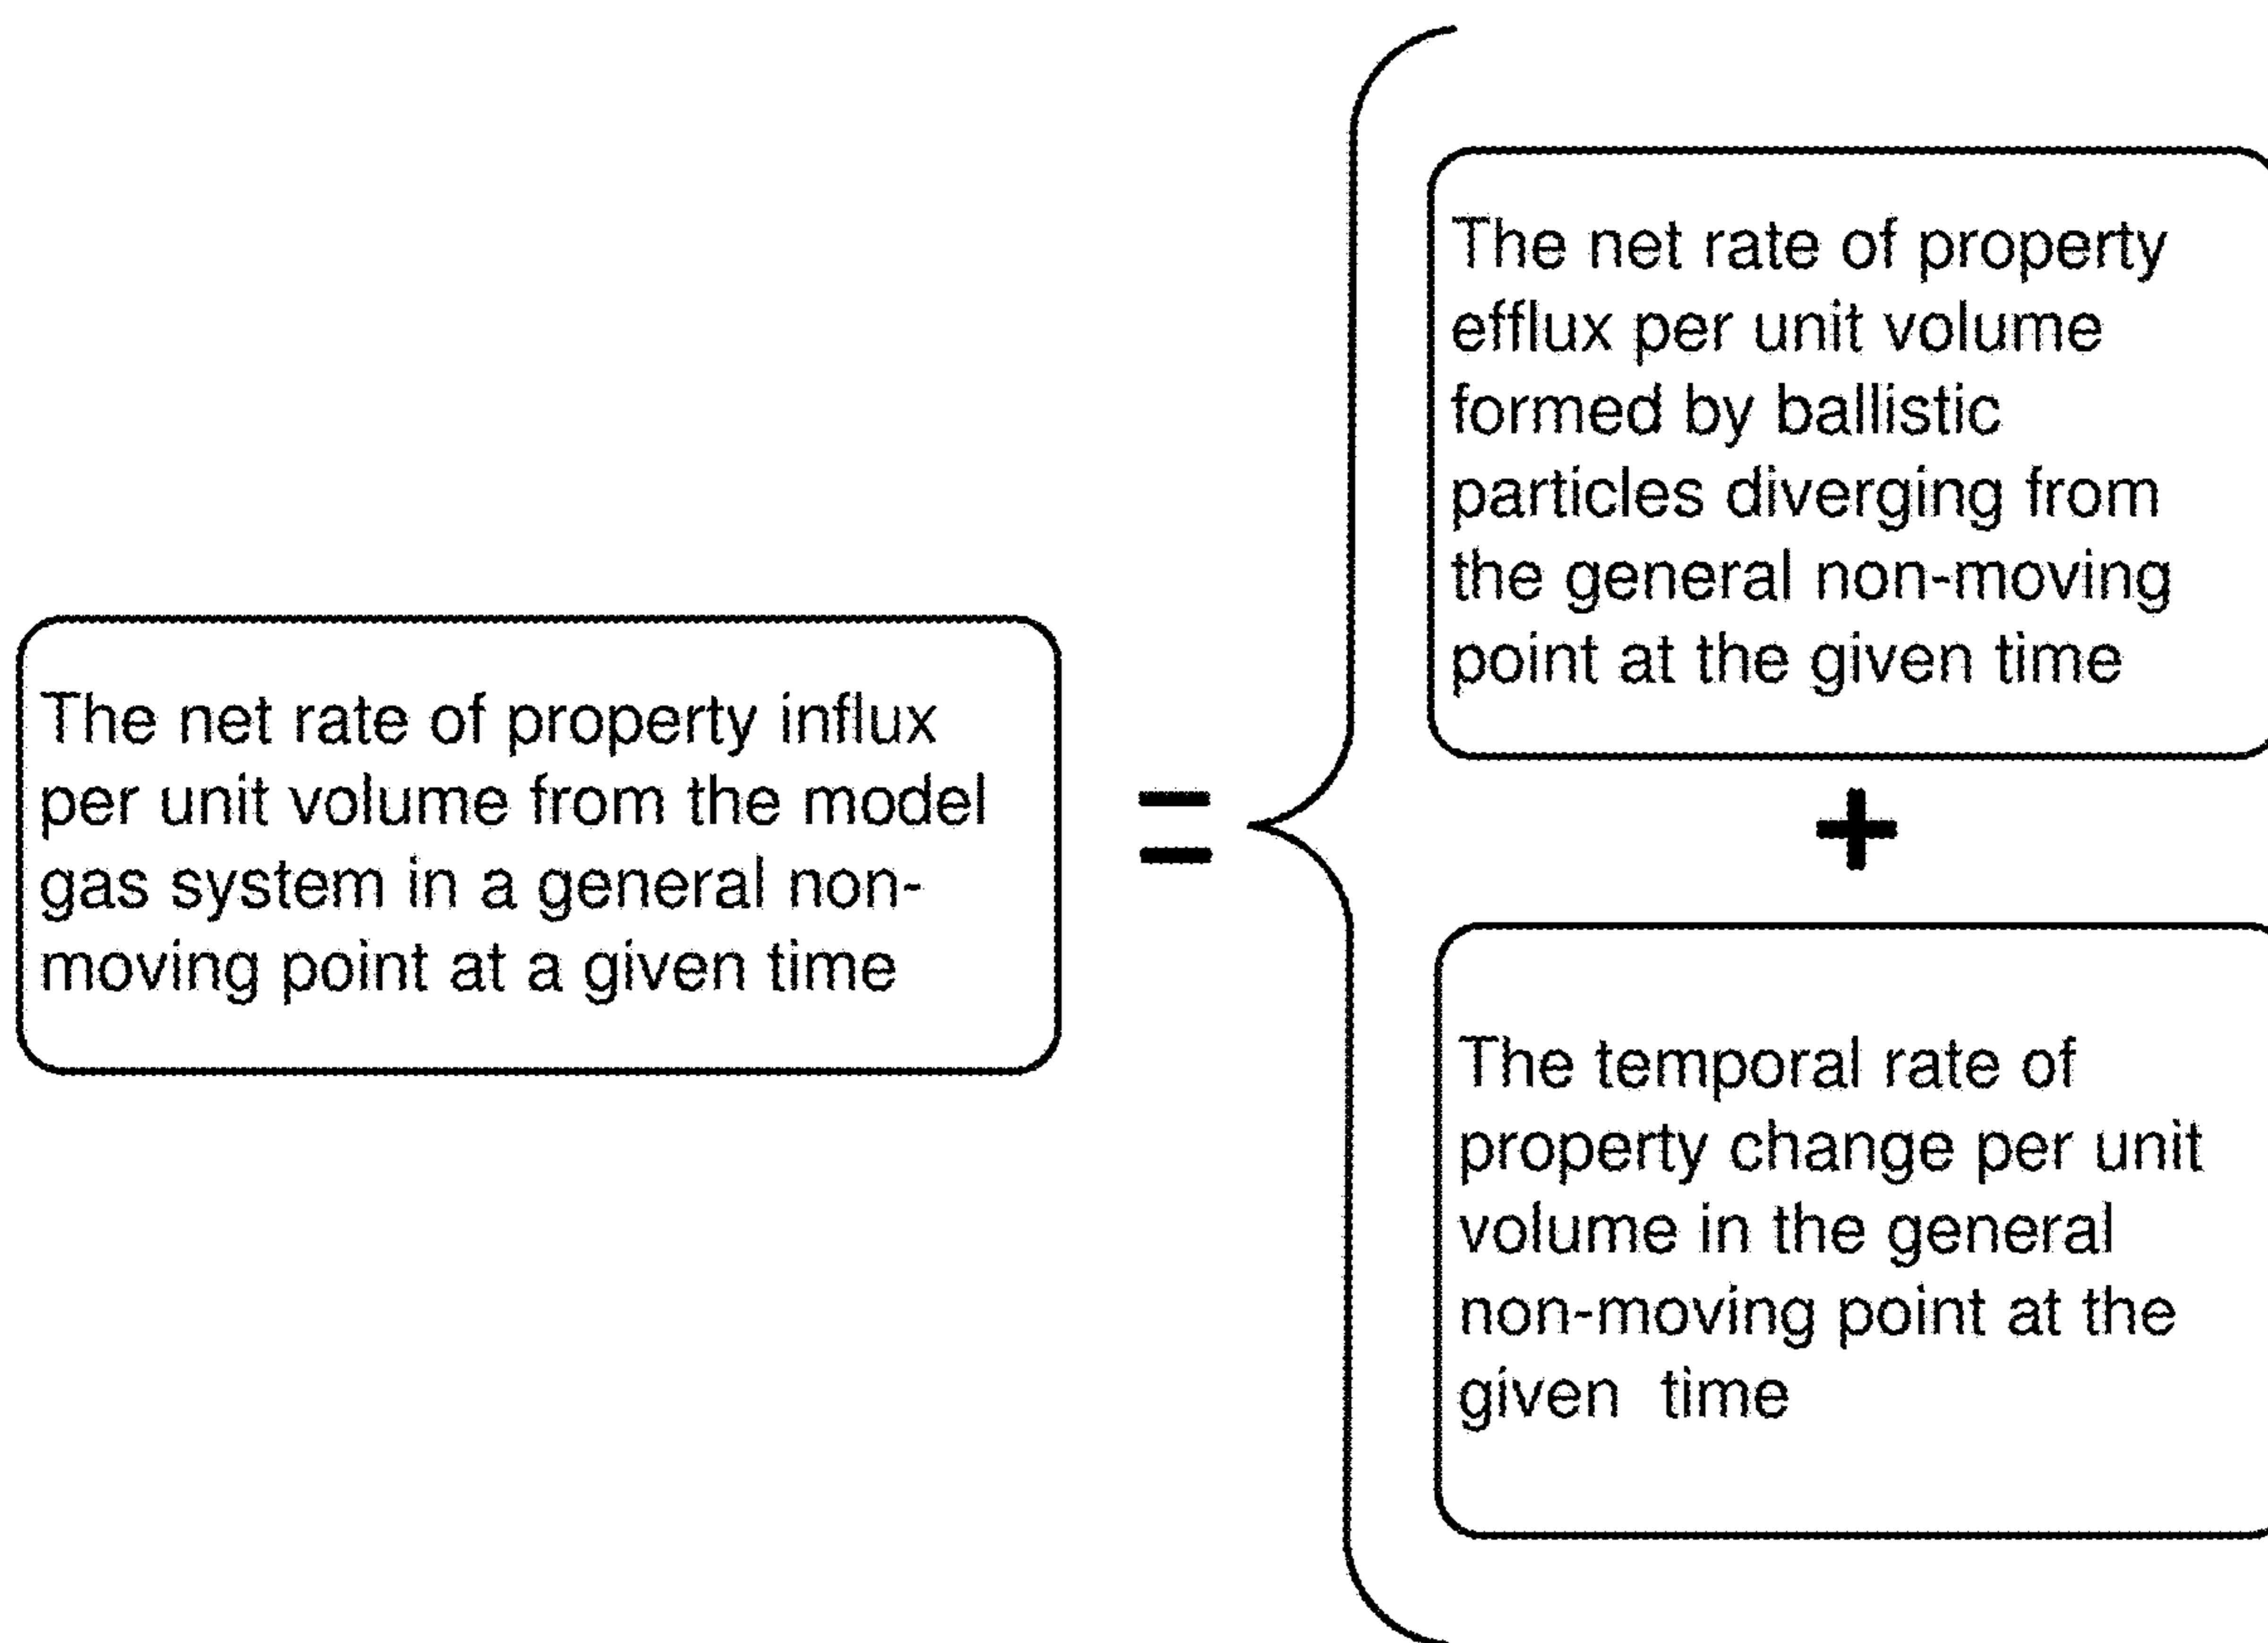 The net rate of property influx
per unit volume from the model
gas system in a general non-
moving point at a given time
=
The net rate of property
efflux per unit volume
formed by ballistic
particles diverging from
the general non-moving
point at the given time
+
The temporal rate of
property change per unit
volume in the general
non-moving point at the
given  time